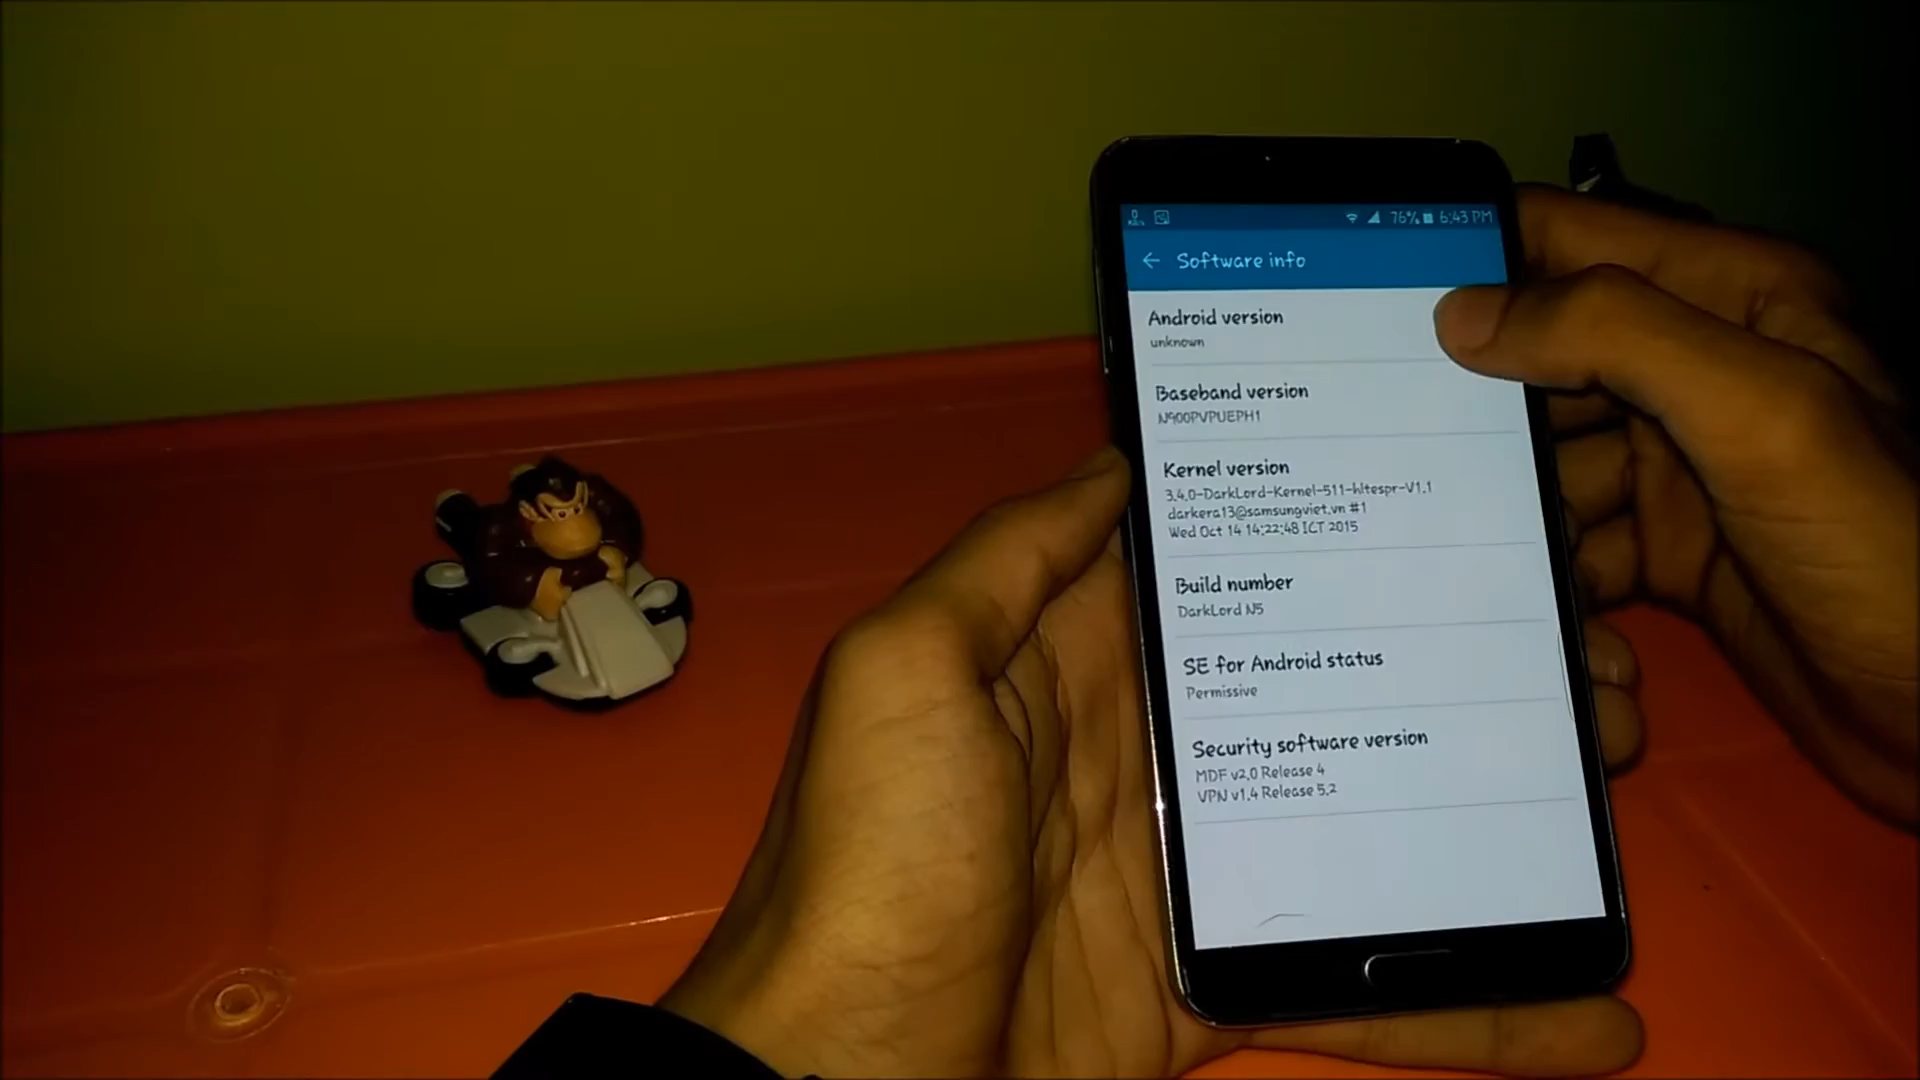 76% 6:43 PM
Software info
Android version
unknown
Baseband version
N900PVPUEPH1
Kernel version
3.4.0-DarkLord-Kernel-511-hltespr-V1.1
darkera13@samsungviet.vn #1
Wed Oct 14 14:22:48 ICT 2015
Build number
DarkLord N5
SE for Android status
Permissive
Security software version
MDF v2.0 Release 4
VPN v1.4 Release 5.2